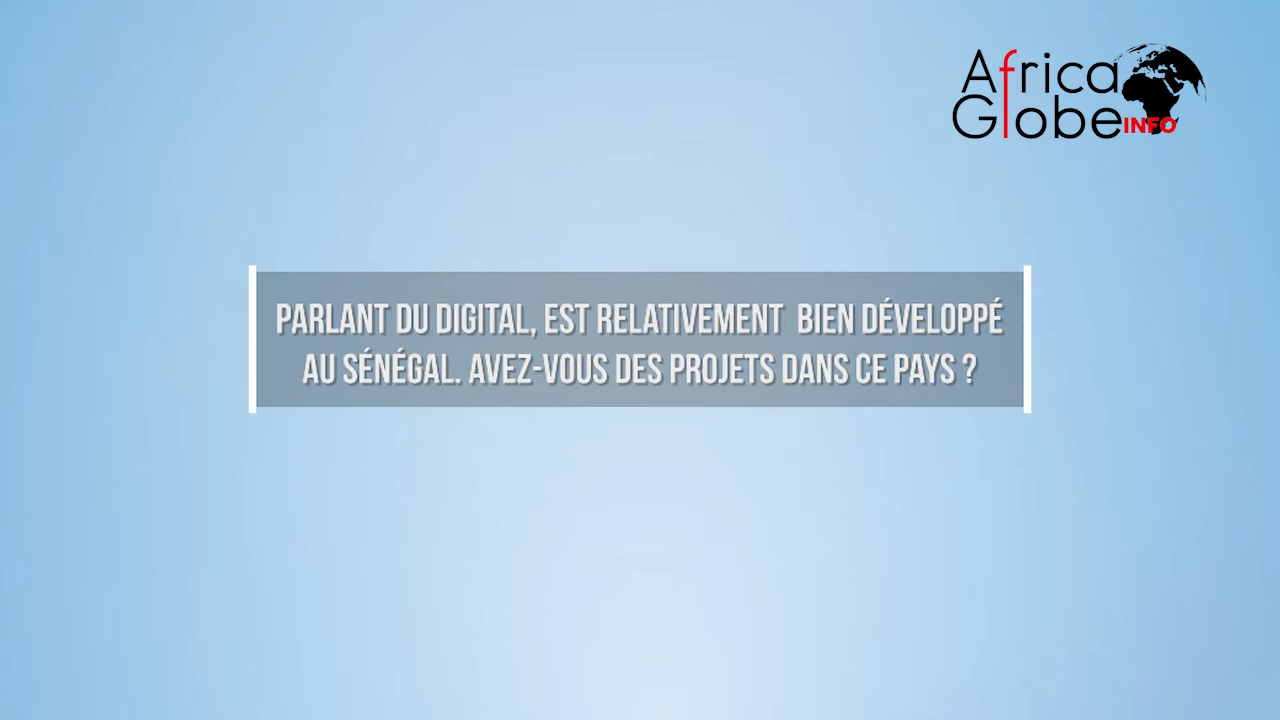 Africa
Globe INFO
PARLANT DU DIGITAL, EST RELATIVEMENT  BIEN DÉVELOPPÉ
AU SÉNÉGAL. AVEZ-VOUS DES PROJETS DANS CE PAYS ?